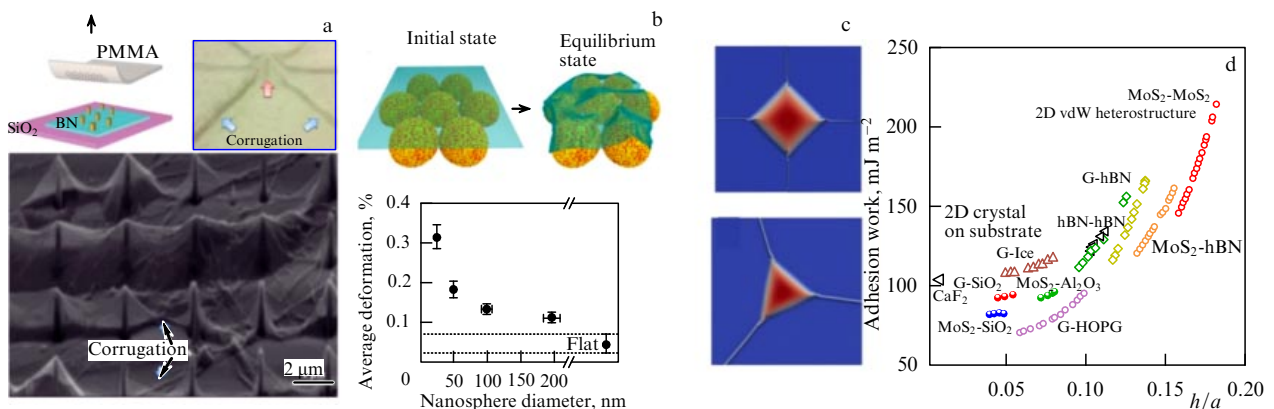 a
PMMA
BN
SiO2
Corrugation
Corrugation
2 μm
b
Initial state
Equilibrium
state
Average deformation, %
0.4
0.3
0.2
0.1
0
Flat
50
100
150
200
Nanosphere diameter, nm
c
d
Adhesion work, mJ m−2
250
200
150
100
50
MoS2-MoS2
2D vdW heterostructure
G-hBN
2D crystal
on substrate
hBN-hBN
MoS2-hBN
G-Ice
G-SiO2
MoS2-Al2O3
CaF2
MoS2-SiO2
G-HOPG
0.05
0.10
0.15
0.20
h/a